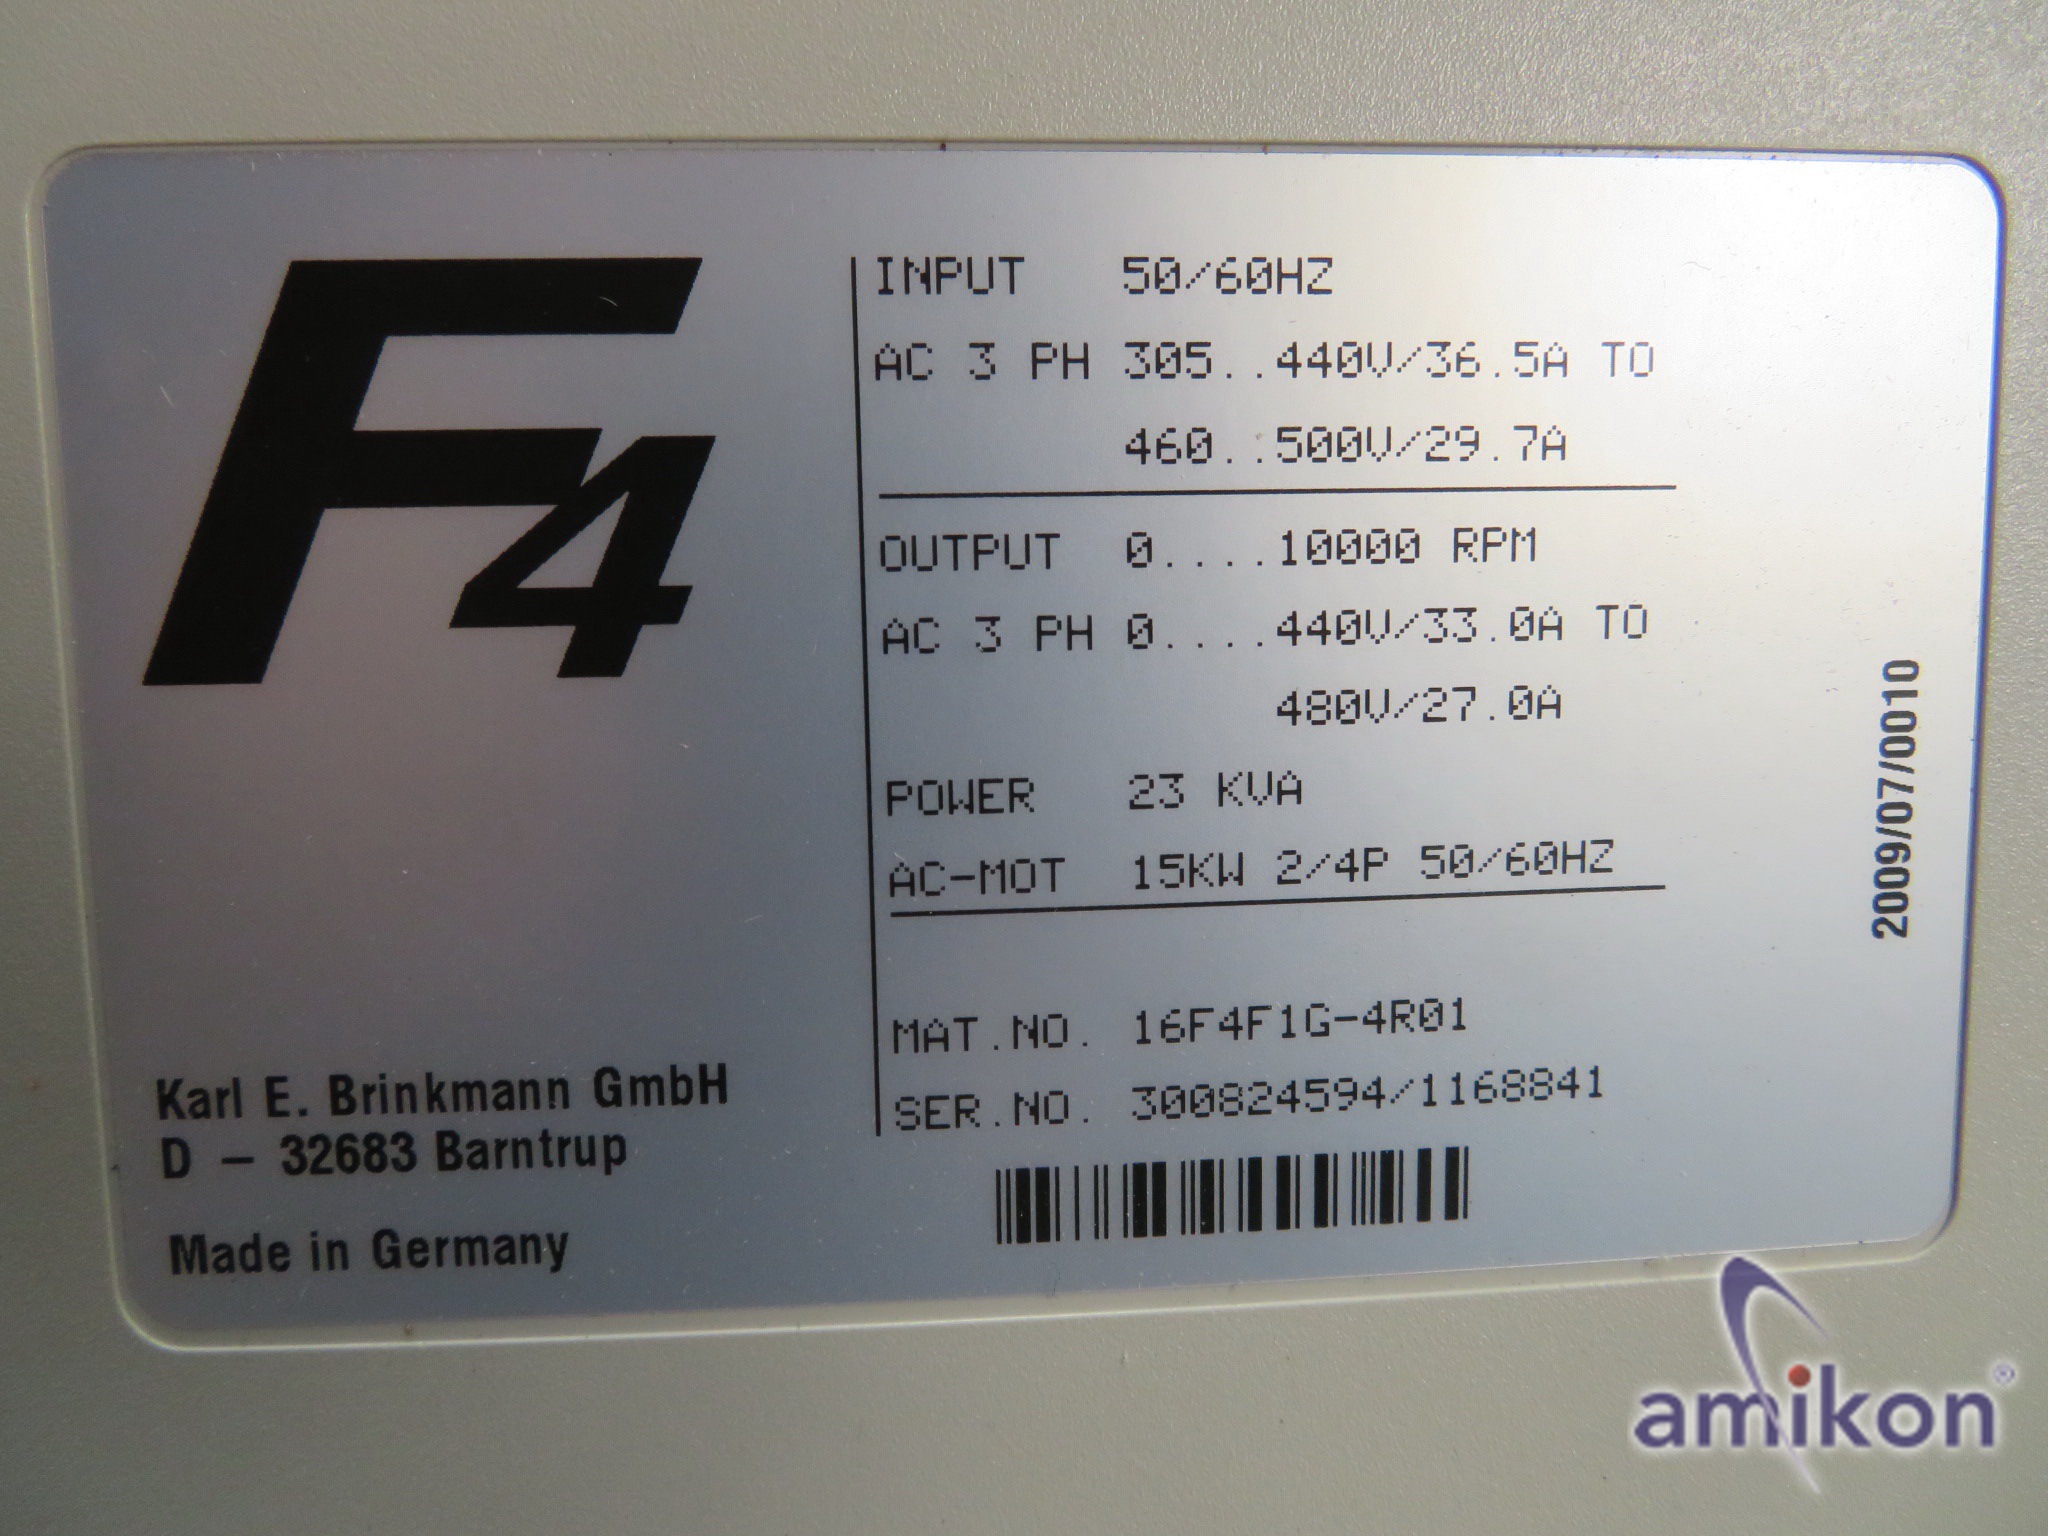 F4
INPUT 50/60HZ
AC 3 PH 305..440V/36.5A TO
460..500V/29.7A
OUTPUT 0....10000 RPM
AC 3 PH 0....440V/33.0A TO
480V/27.0A
POWER 23 KVA
AC-MOT 15KW 2/4P 50/60HZ
MAT.NO. 16F4F1G-4R01
SER.NO. 300824594/1168841
2009/07/0010
Karl E. Brinkmann GmbH
D – 32683 Barntrup
Made in Germany
amikon®